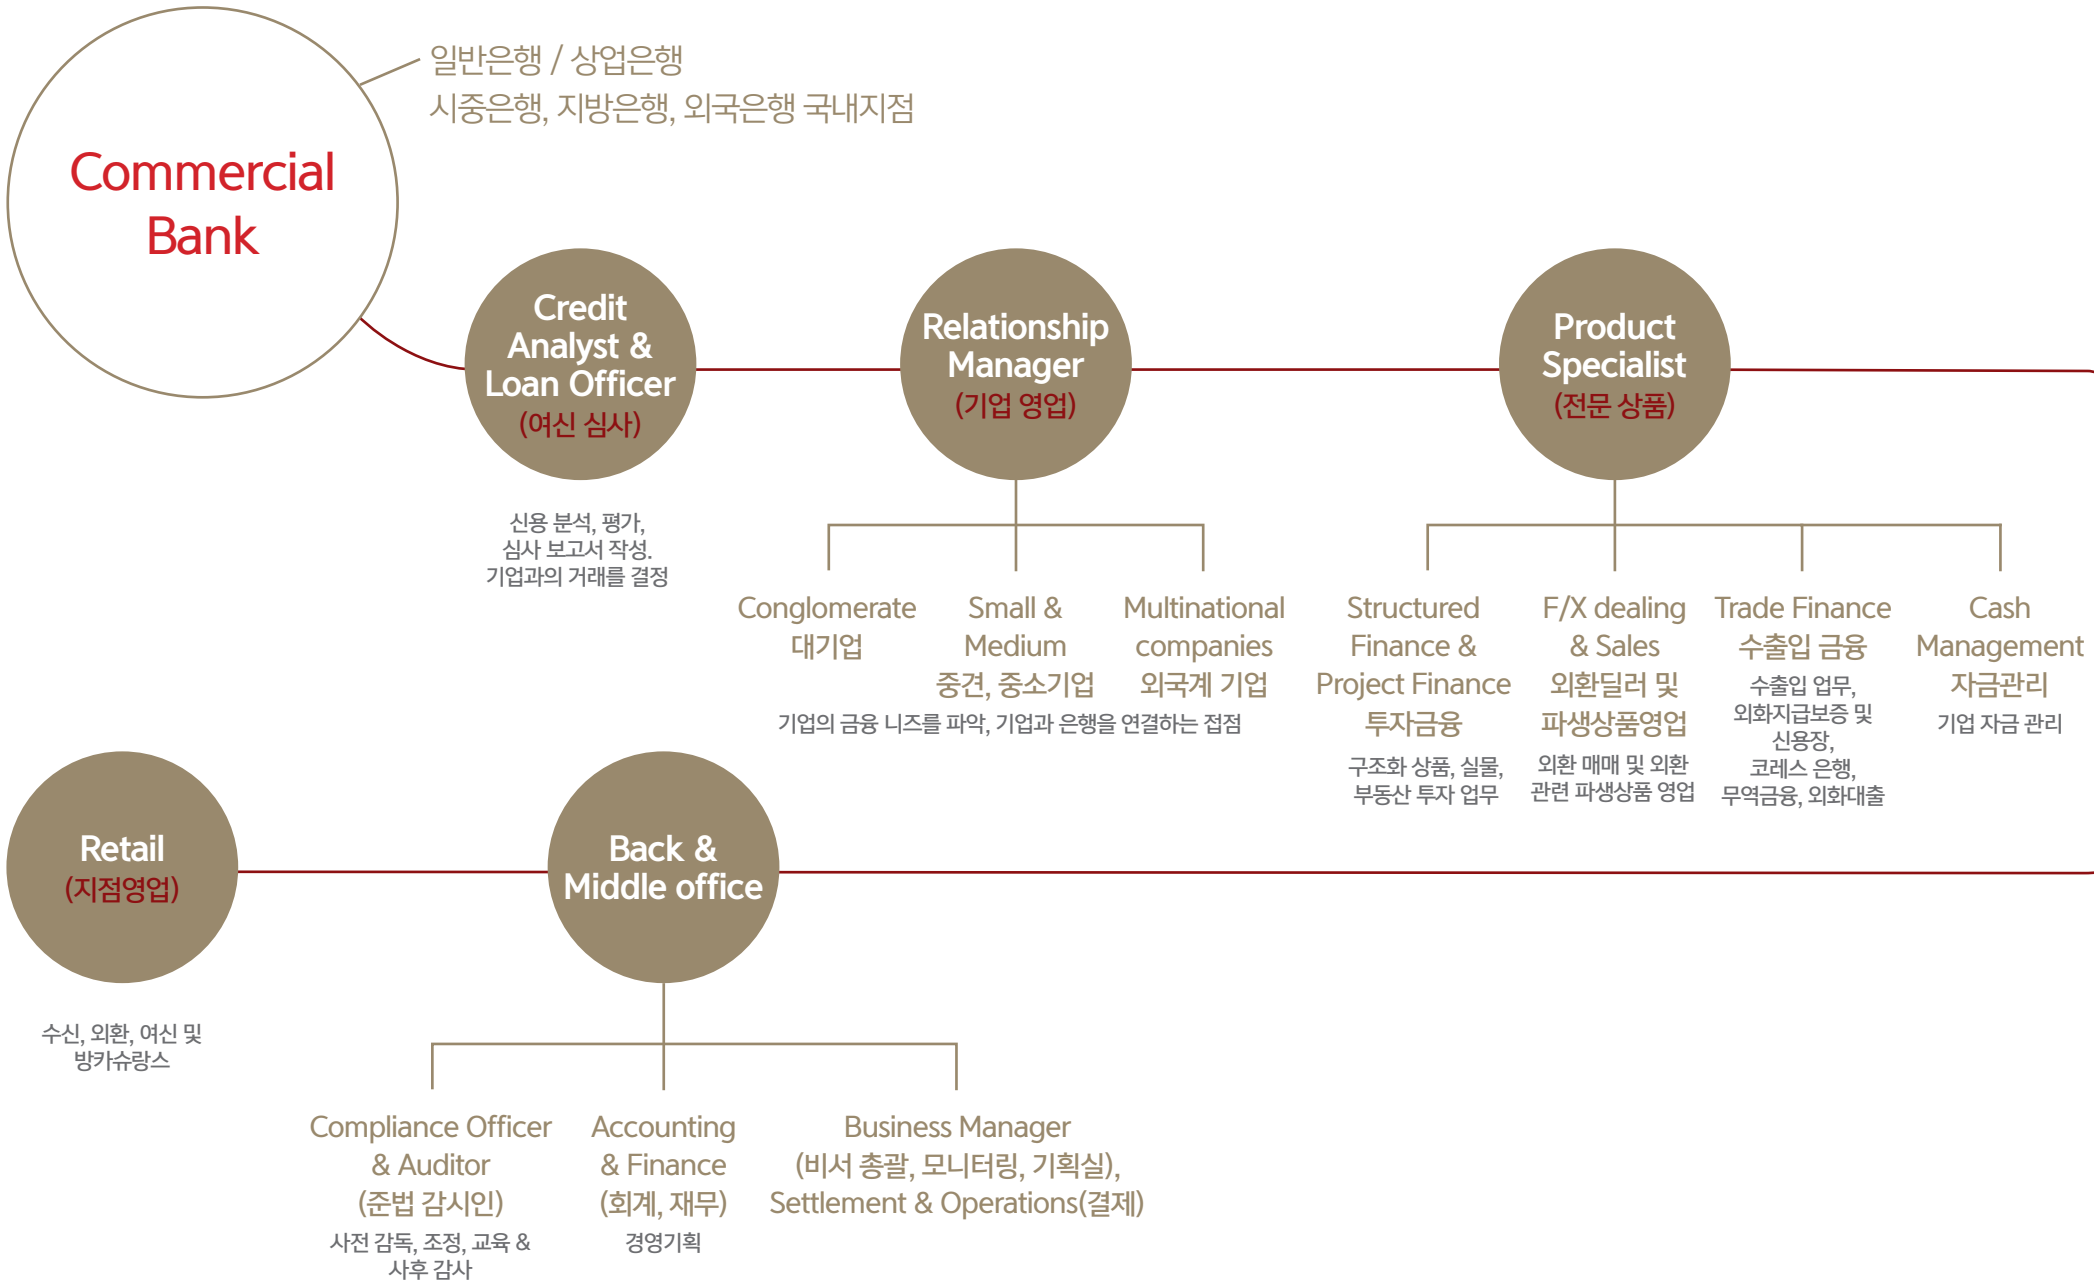 일반은행 / 상업은행
시중은행, 지방은행, 외국은행 국내지점
Commercial
Bank
Credit
Analyst &
Loan Officer
(여신 심사)
신용 분석, 평가,
심사 보고서 작성.
기업과의 거래를 결정
Relationship
Manager
(기업 영업)
Conglomerate
대기업
Small &
Medium
중견, 중소기업
Multinational
companies
외국계 기업
기업의 금융 니즈를 파악, 기업과 은행을 연결하는 접점
Product
Specialist
(전문 상품)
Structured
Finance &
Project Finance
투자금융
구조화 상품, 실물,
부동산 투자 업무
F/X dealing
& Sales
외환딜러 및
파생상품영업
외환 매매 및 외환
관련 파생상품 영업
Trade Finance
수출입 금융
수출입 업무,
외화지급보증 및
신용장,
코레스 은행,
무역금융, 외화대출
Cash
Management
자금관리
기업 자금 관리
Retail
(지점영업)
수신, 외환, 여신 및
방카슈랑스
Back &
Middle office
Compliance Officer
& Auditor
(준법 감시인)
사전 감독, 조정, 교육 &
사후 감사
Accounting
& Finance
(회계, 재무)
경영기획
Business Manager
(비서 총괄, 모니터링, 기획실),
Settlement & Operations(결제)